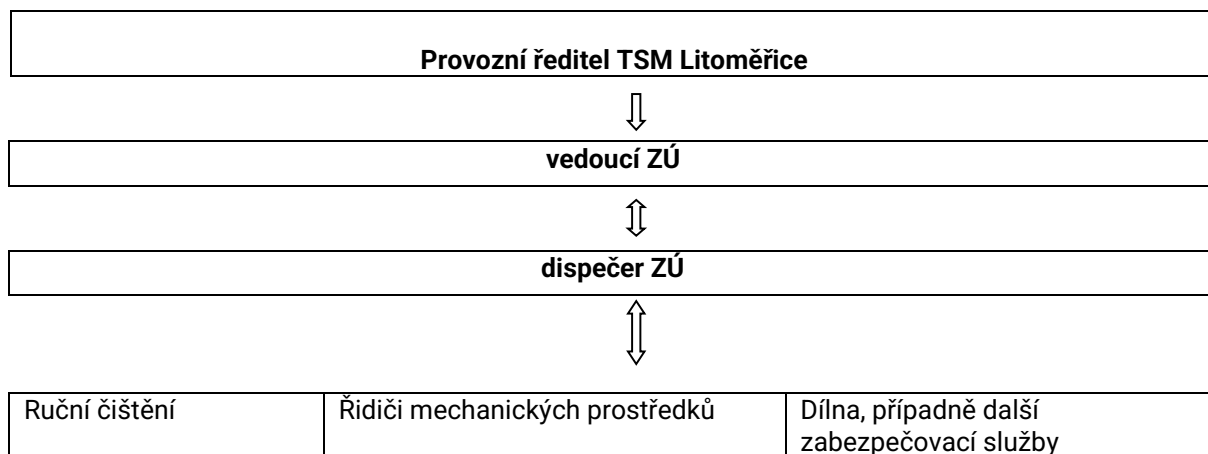 Provozní ředitel TSM Litoměřice
vedoucí ZÚ
dispečer ZÚ
Ruční čištění
Řidiči mechanických prostředků
Dílna, případně další
zabezpečovací služby